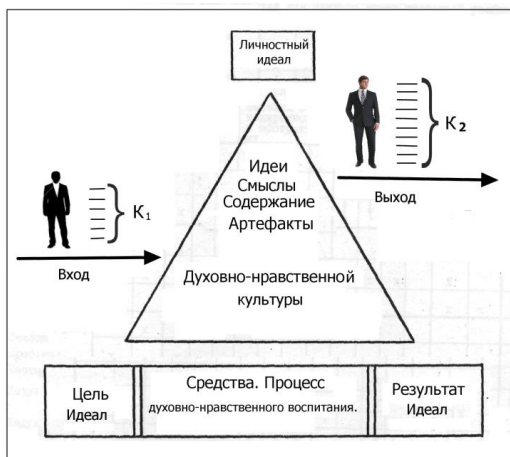 Личностный
идеал
К₂
Выход
Идеи
Смыслы
Содержание
Артефакты
К₁
Вход
Духовно-нравственной
культуры
Цель
Идеал
Средства. Процесс
духовно-нравственного воспитания.
Результат
Идеал